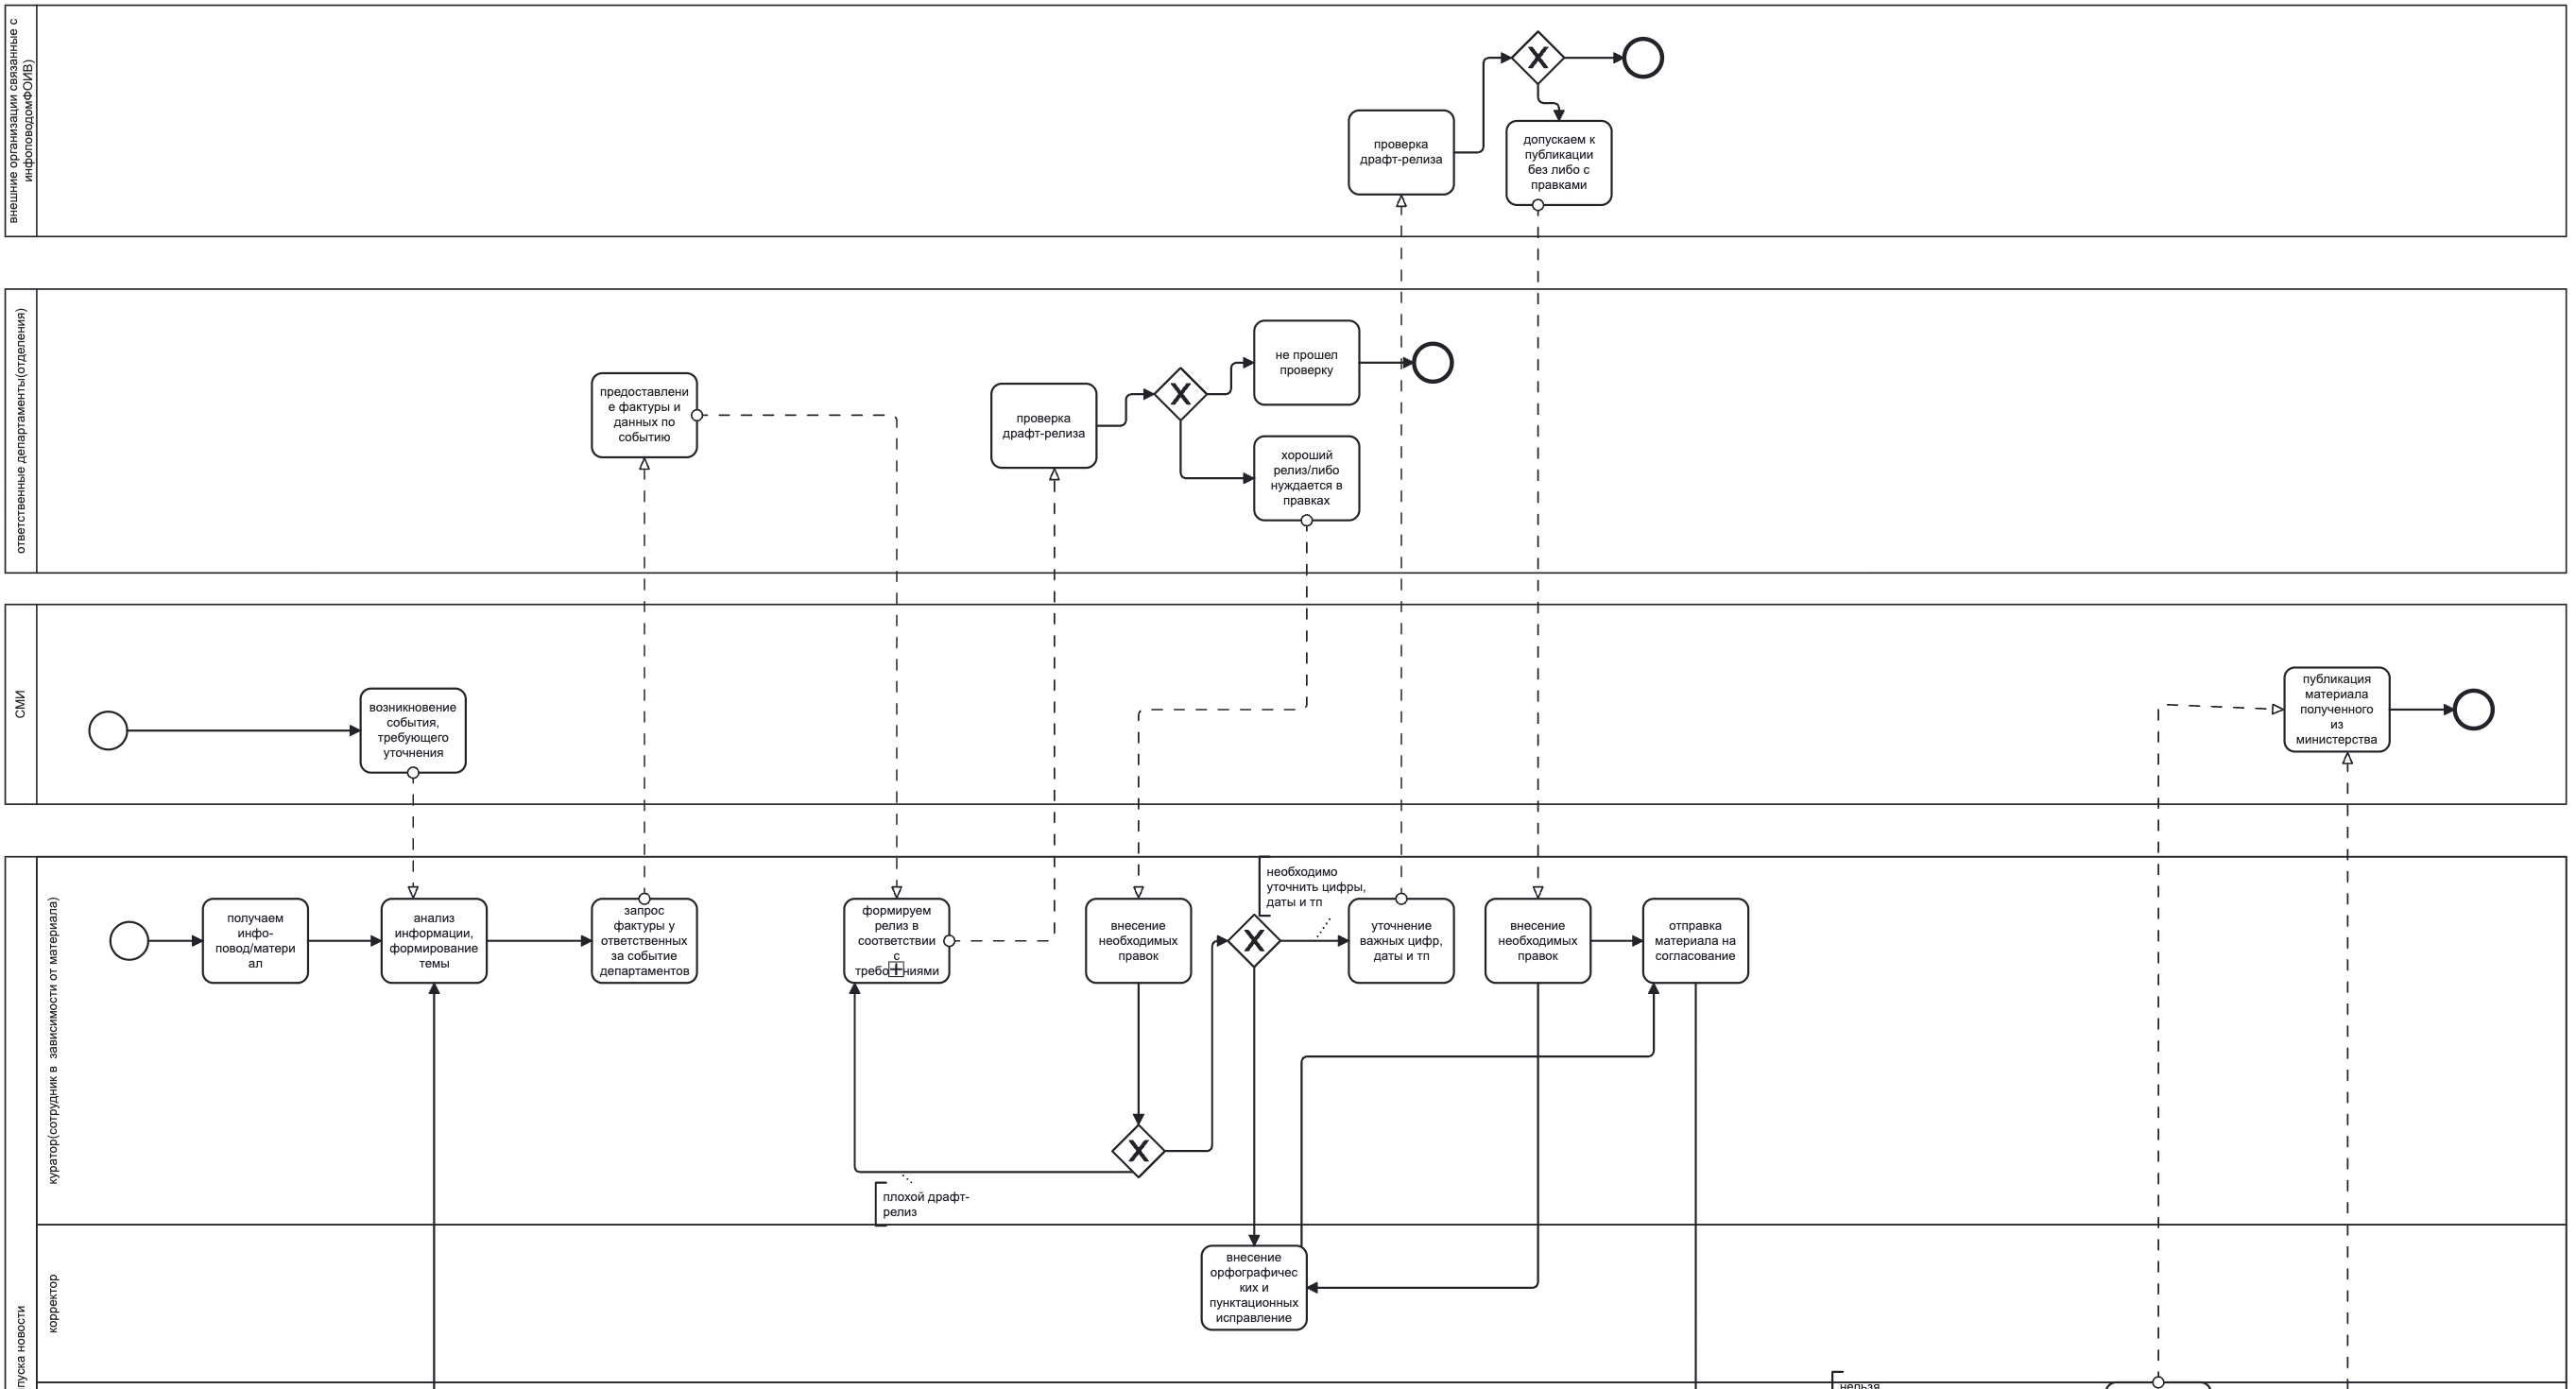 внешние организации связанные с
инфоповодомФОИВ)
проверка
драфт-релиза
допускаем к
публикации
без либо с
правками
ответственные департаменты(отделения)
предоставлени
е фактуры и
данных по
событию
проверка
драфт-релиза
не прошел
проверку
хороший
релиз/либо
нуждается в
правках
СМИ
возникновение
события,
требующего
уточнения
публикация
материала
полученного
из
министерства
пуска новости
куратор(сотрудник в зависимости от материала)
получаем
инфо-
повод/матери
ал
анализ
информации,
формирование
темы
запрос
фактуры у
ответственных
за событие
департаментов
формируем
релиз в
соответствии
с
требованиями
внесение
необходимых
правок
необходимо
уточнить цифры,
даты и тп
уточнение
важных цифр,
даты и тп
внесение
необходимых
правок
отправка
материала на
согласование
плохой драфт-
релиз
корректор
внесение
орфографичес
ких и
пунктационных
исправление
нельзя